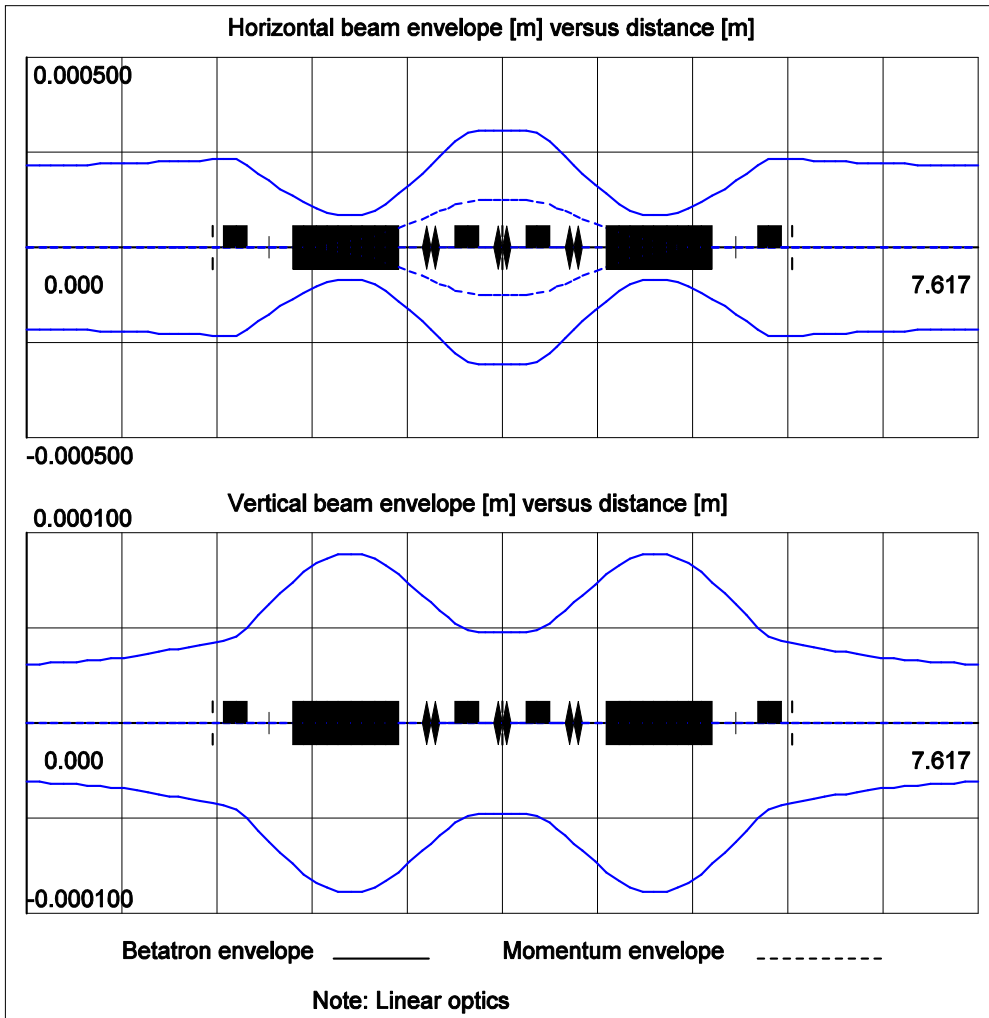 Horizontal beam envelope [m] versus distance [m]
0.000500
0.000 7.617
-0.000500
Vertical beam envelope [m] versus distance [m]
0.000100
0.000 7.617
-0.000100
Betatron envelope Momentum envelope
Note: Linear optics